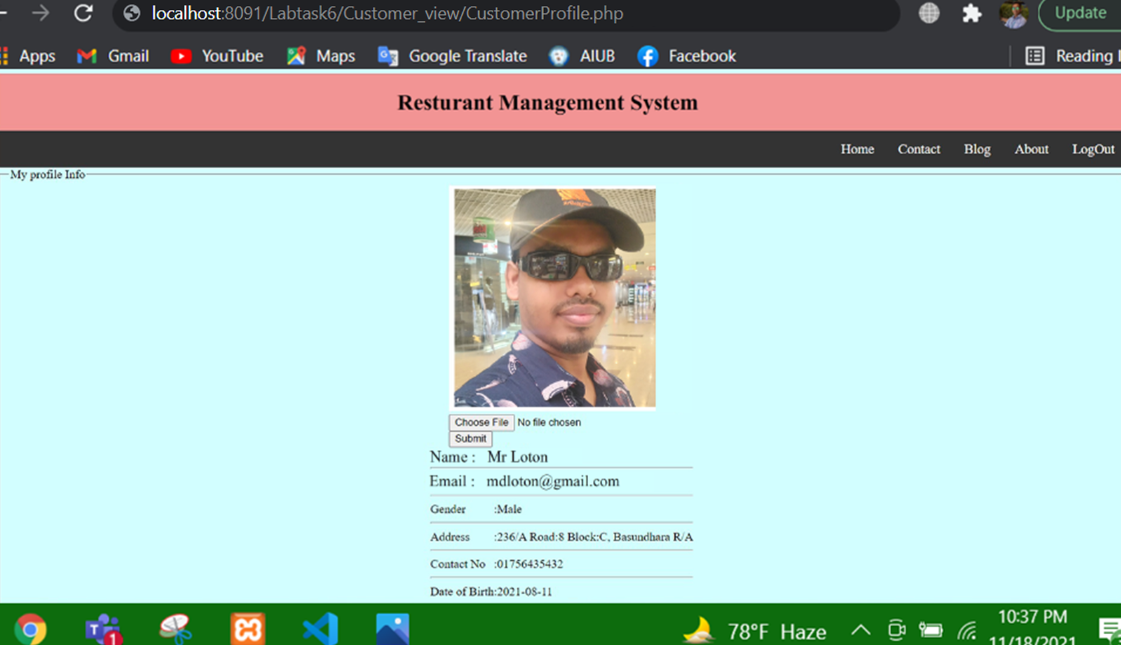 localhost:8091/Labtask6/Customer_view/CustomerProfile.php
Update
Apps Gmail YouTube Maps Google Translate AIUB Facebook Reading
Resturant Management System
Home Contact Blog About LogOut
My profile Info
Choose File No file chosen
Submit
Name : Mr Loton
Email : mdloton@gmail.com
Gender :Male
Address :236/A Road:8 Block:C, Basundhara R/A
Contact No :01756435432
Date of Birth:2021-08-11
1
78°F Haze
10:37 PM
11/18/2021